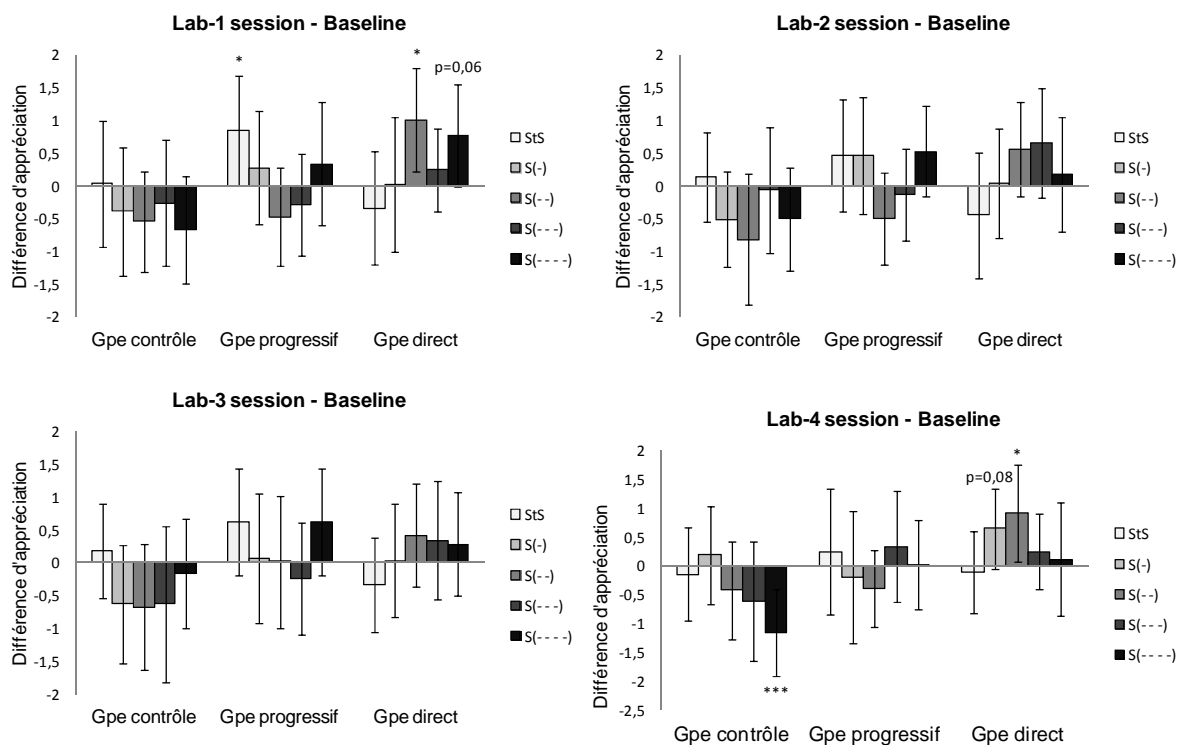 Lab-1 session - Baseline
Différence d'appréciation
2
1,5
1
0,5
0
-0,5
-1
-1,5
-2
*
*
p=0,06
Gpe contrôle
Gpe progressif
Gpe direct
StS
S(-)
S(- -)
S(- - -)
S(- - - -)
Lab-2 session - Baseline
Différence d'appréciation
2
1,5
1
0,5
0
-0,5
-1
-1,5
-2
Gpe contrôle
Gpe progressif
Gpe direct
StS
S(-)
S(- -)
S(- - -)
S(- - - -)
Lab-3 session - Baseline
Différence d'appréciation
2
1,5
1
0,5
0
-0,5
-1
-1,5
-2
Gpe contrôle
Gpe progressif
Gpe direct
StS
S(-)
S(- -)
S(- - -)
S(- - - -)
Lab-4 session - Baseline
Différence d'appréciation
2
1,5
1
0,5
0
-0,5
-1
-1,5
-2
-2,5
p=0,08
*
***
Gpe contrôle
Gpe progressif
Gpe direct
StS
S(-)
S(- -)
S(- - -)
S(- - - -)